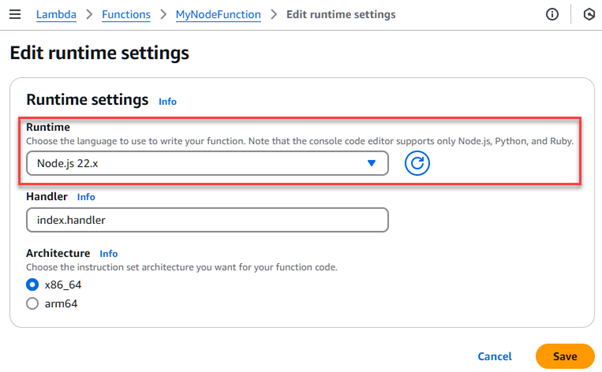 Lambda > Functions > MyNodeFunction > Edit runtime settings
Edit runtime settings
Runtime settings Info
Runtime
Choose the language to use to write your function. Note that the console code editor supports only Node.js, Python, and Ruby.
Node.js 22.x
Handler Info
index.handler
Architecture Info
Choose the instruction set architecture you want for your function code.
x86_64
arm64
Cancel Save